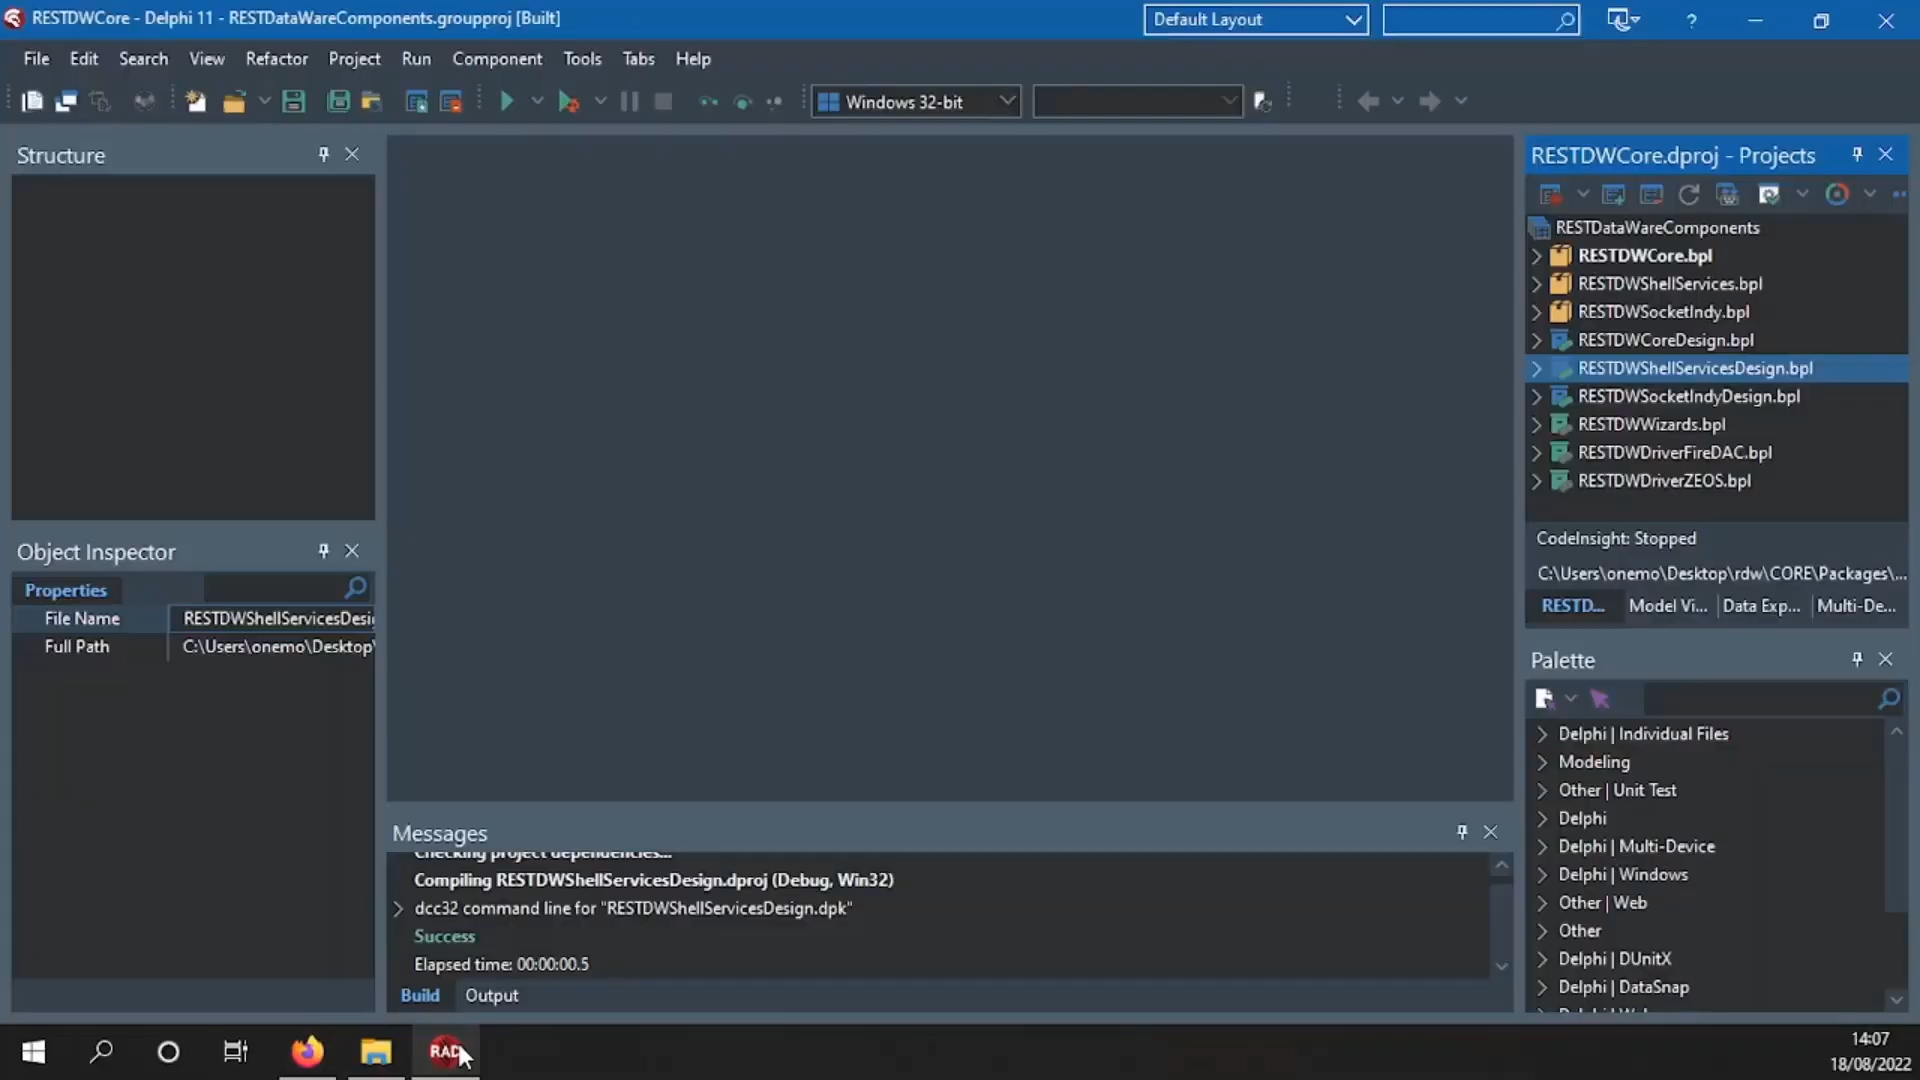 RESTDWCore - Delphi 11 - RESTDataWareComponents.groupproj [Built]
Default Layout
?
File Edit Search View Refactor Project Run Component Tools Tabs Help
Windows 32-bit
Structure
RESTDWCore.dproj - Projects
RESTDataWareComponents
RESTDWCore.bpl
RESTDWShellServices.bpl
RESTDWSocketIndy.bpl
RESTDWCoreDesign.bpl
RESTDWShellServicesDesign.bpl
RESTDWSocketIndyDesign.bpl
RESTDWWizards.bpl
RESTDWDriverFireDAC.bpl
RESTDWDriverZEOS.bpl
CodeInsight: Stopped
C:\Users\onemo\Desktop\rdw\CORE\Packages\...
RESTD... Model Vi... Data Exp... Multi-De...
Object Inspector
Properties
File Name RESTDWShellServicesDesi
Full Path C:\Users\onemo\Desktop\
Palette
Delphi | Individual Files
Modeling
Other | Unit Test
Delphi
Delphi | Multi-Device
Delphi | Windows
Other | Web
Other
Delphi | DUnitX
Delphi | DataSnap
Messages
Checking project dependencies...
Compiling RESTDWShellServicesDesign.dproj (Debug, Win32)
dcc32 command line for "RESTDWShellServicesDesign.dpk"
Success
Elapsed time: 00:00:00.5
Build Output
RAD
14:07
18/08/2022